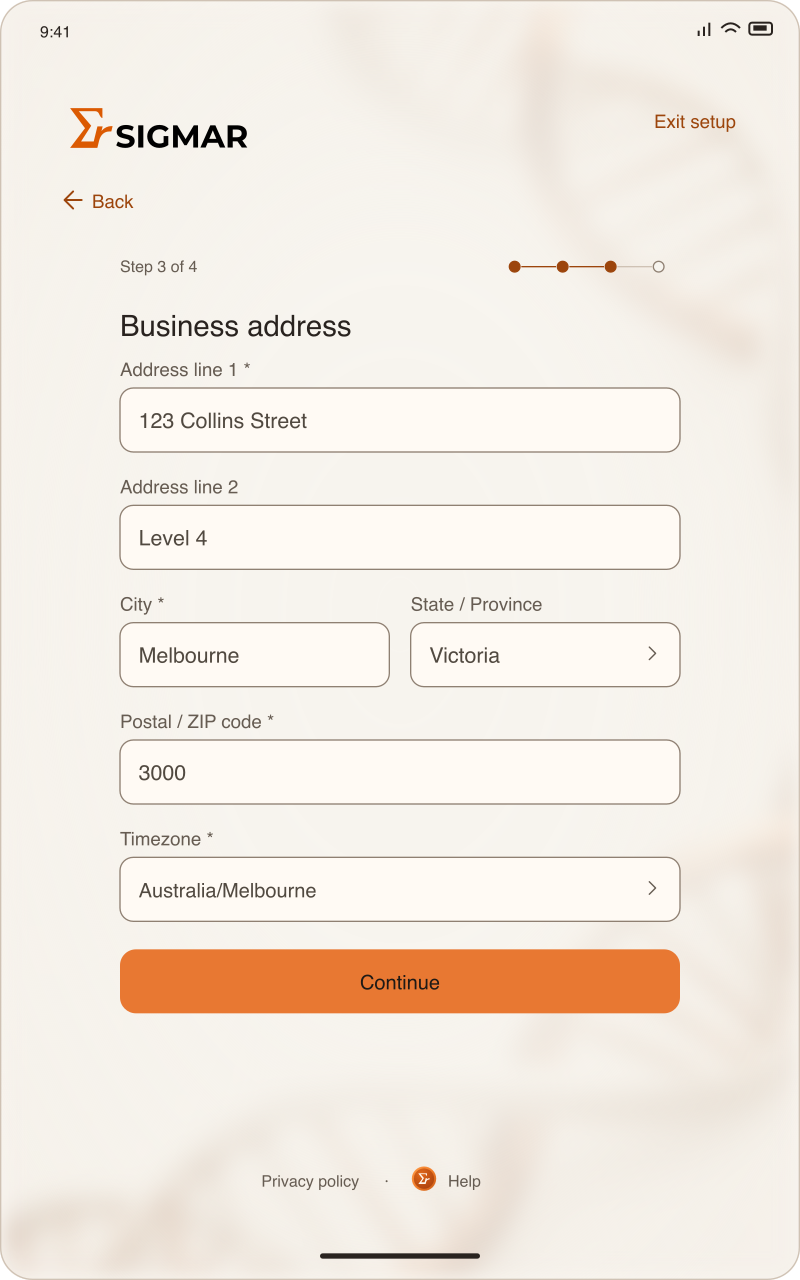 9:41
SIGMAR
Exit setup
Back
Step 3 of 4
Business address
Address line 1 *
123 Collins Street
Address line 2
Level 4
City *
State / Province
Melbourne
Victoria
Postal / ZIP code *
3000
Timezone *
Australia/Melbourne
Continue
Privacy policy · Help